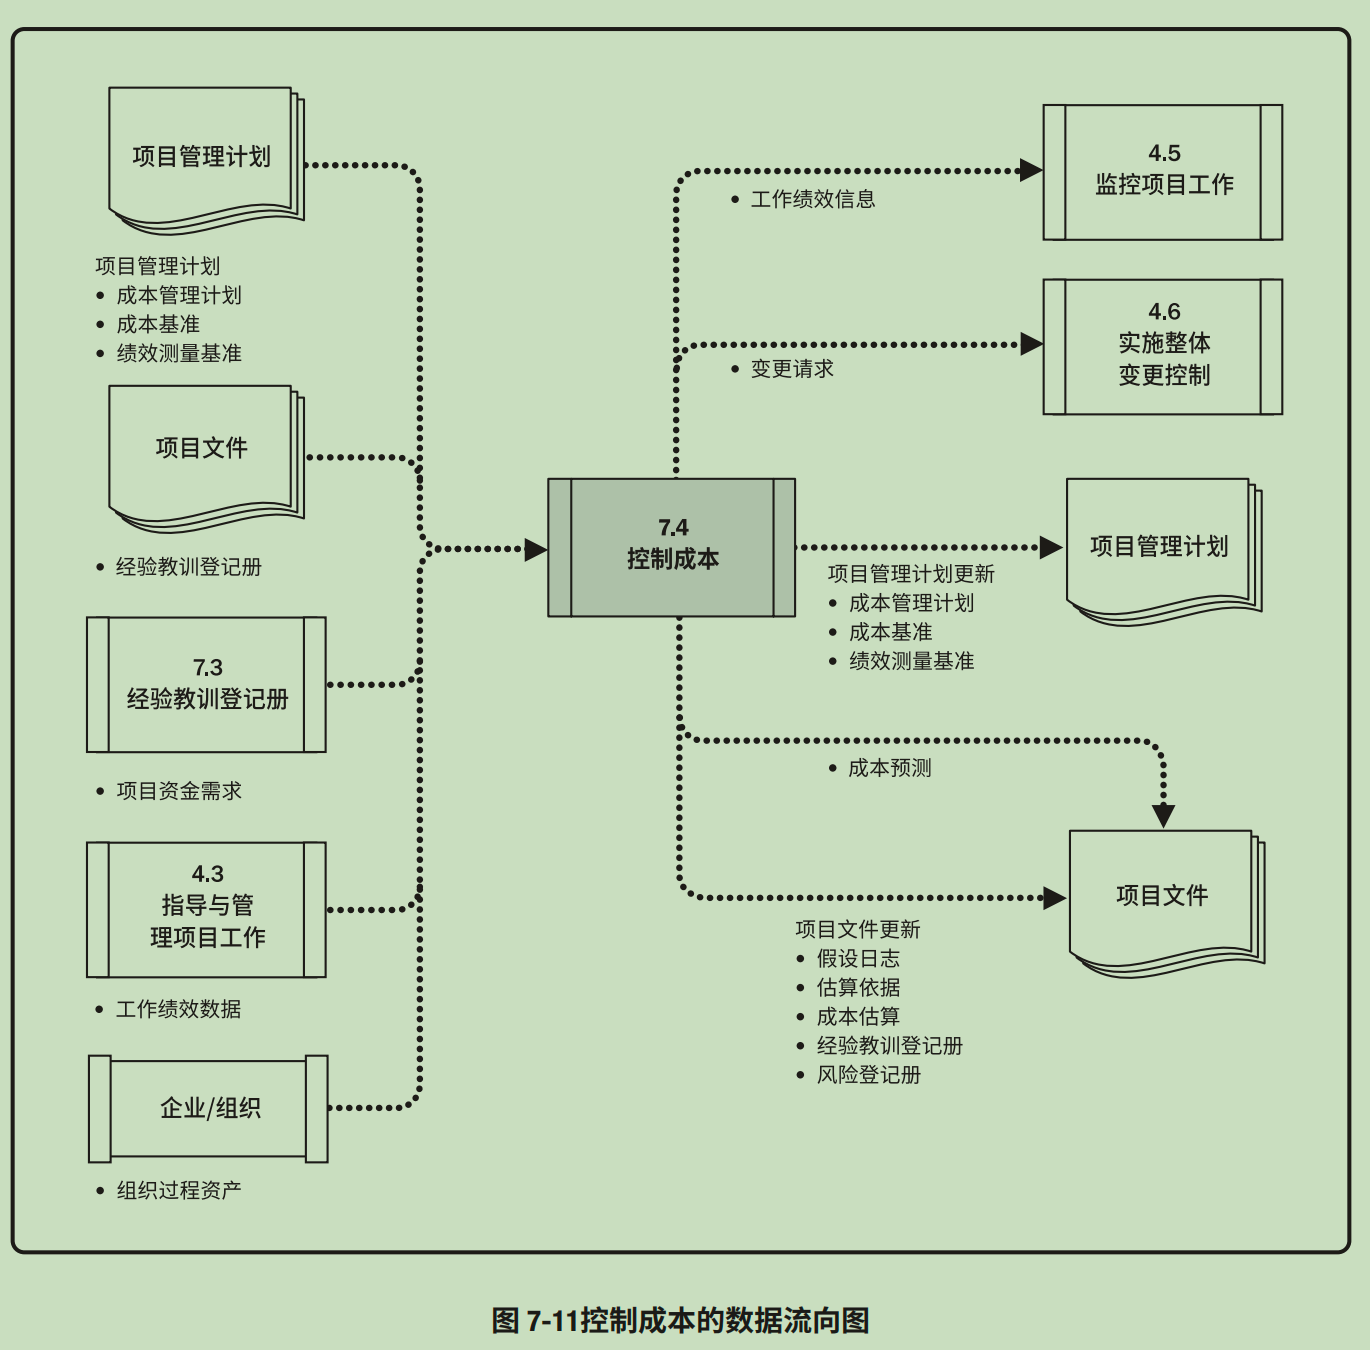 项目管理计划
项目管理计划
• 成本管理计划
• 成本基准
• 绩效测量基准
项目文件
• 经验教训登记册
7.3
经验教训登记册
• 项目资金需求
4.3
指导与管
理项目工作
• 工作绩效数据
企业/组织
• 组织过程资产
7.4
控制成本
• 工作绩效信息
4.5
监控项目工作
• 变更请求
4.6
实施整体
变更控制
项目管理计划
项目管理计划更新
• 成本管理计划
• 成本基准
• 绩效测量基准
• 成本预测
项目文件
项目文件更新
• 假设日志
• 估算依据
• 成本估算
• 经验教训登记册
• 风险登记册
图 7-11控制成本的数据流向图